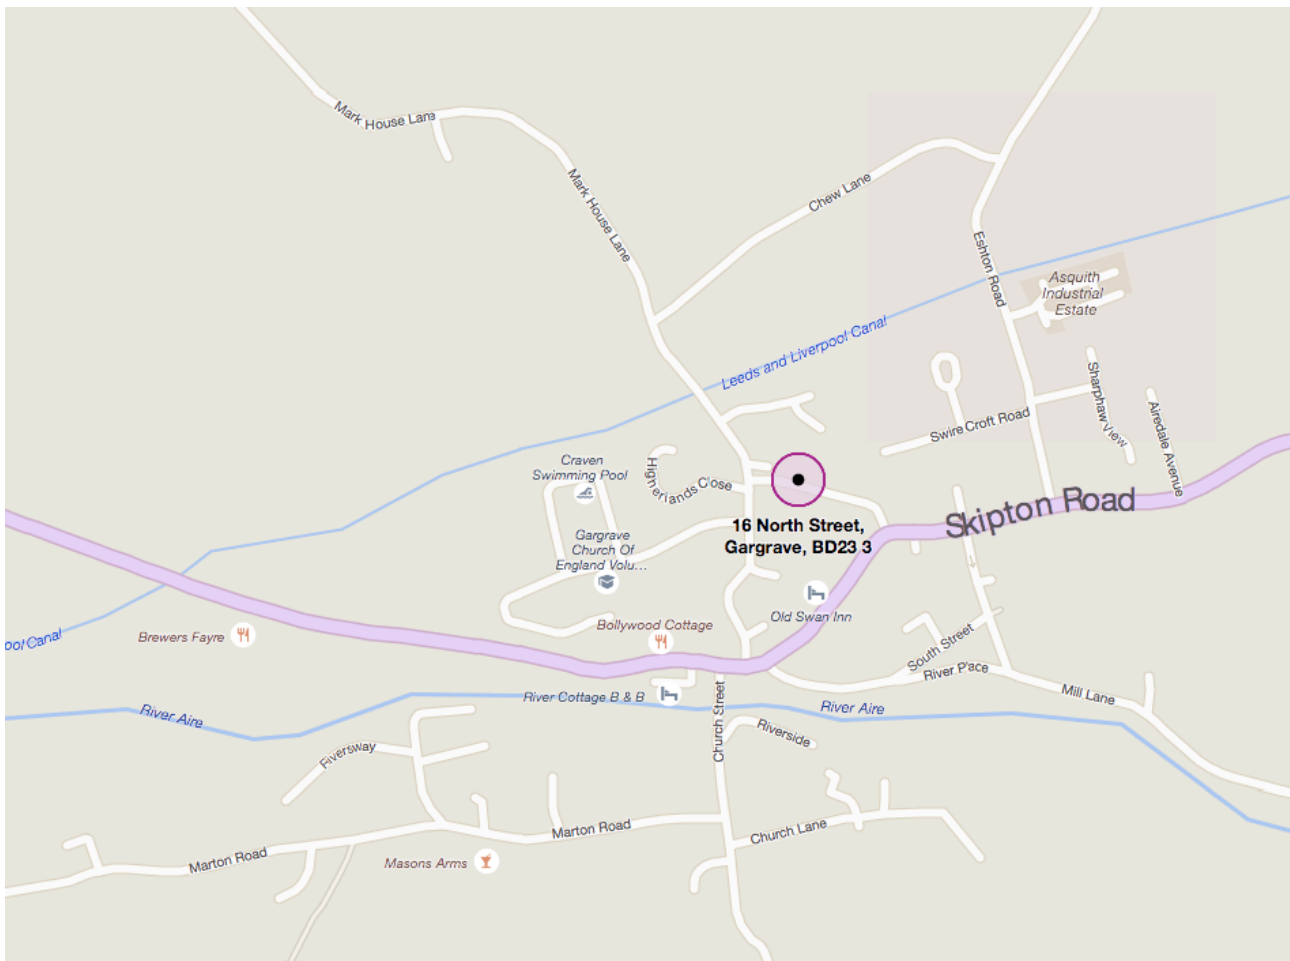 Mark House Lane
Mark House Lane
Chew Lane
Eshton Road
Asquith
Industrial
Estate
Leeds and Liverpool Canal
Sharphaw View
Airedale Avenue
Swire Croft Road
Craven
Swimming Pool
Close
Skipton Road
16 North Street,
Gargrave, BD23 3
Gargrave
Church Of
England Volu...
Old Swan Inn
Bollywood Cottage
Brewers Fayre
ool Canal
South Street
River Place
Mill Lane
River Cottage B & B
River Aire
River Aire
Church Street
Riverside
Marton Road
Church Lane
Marton Road
Masons Arms